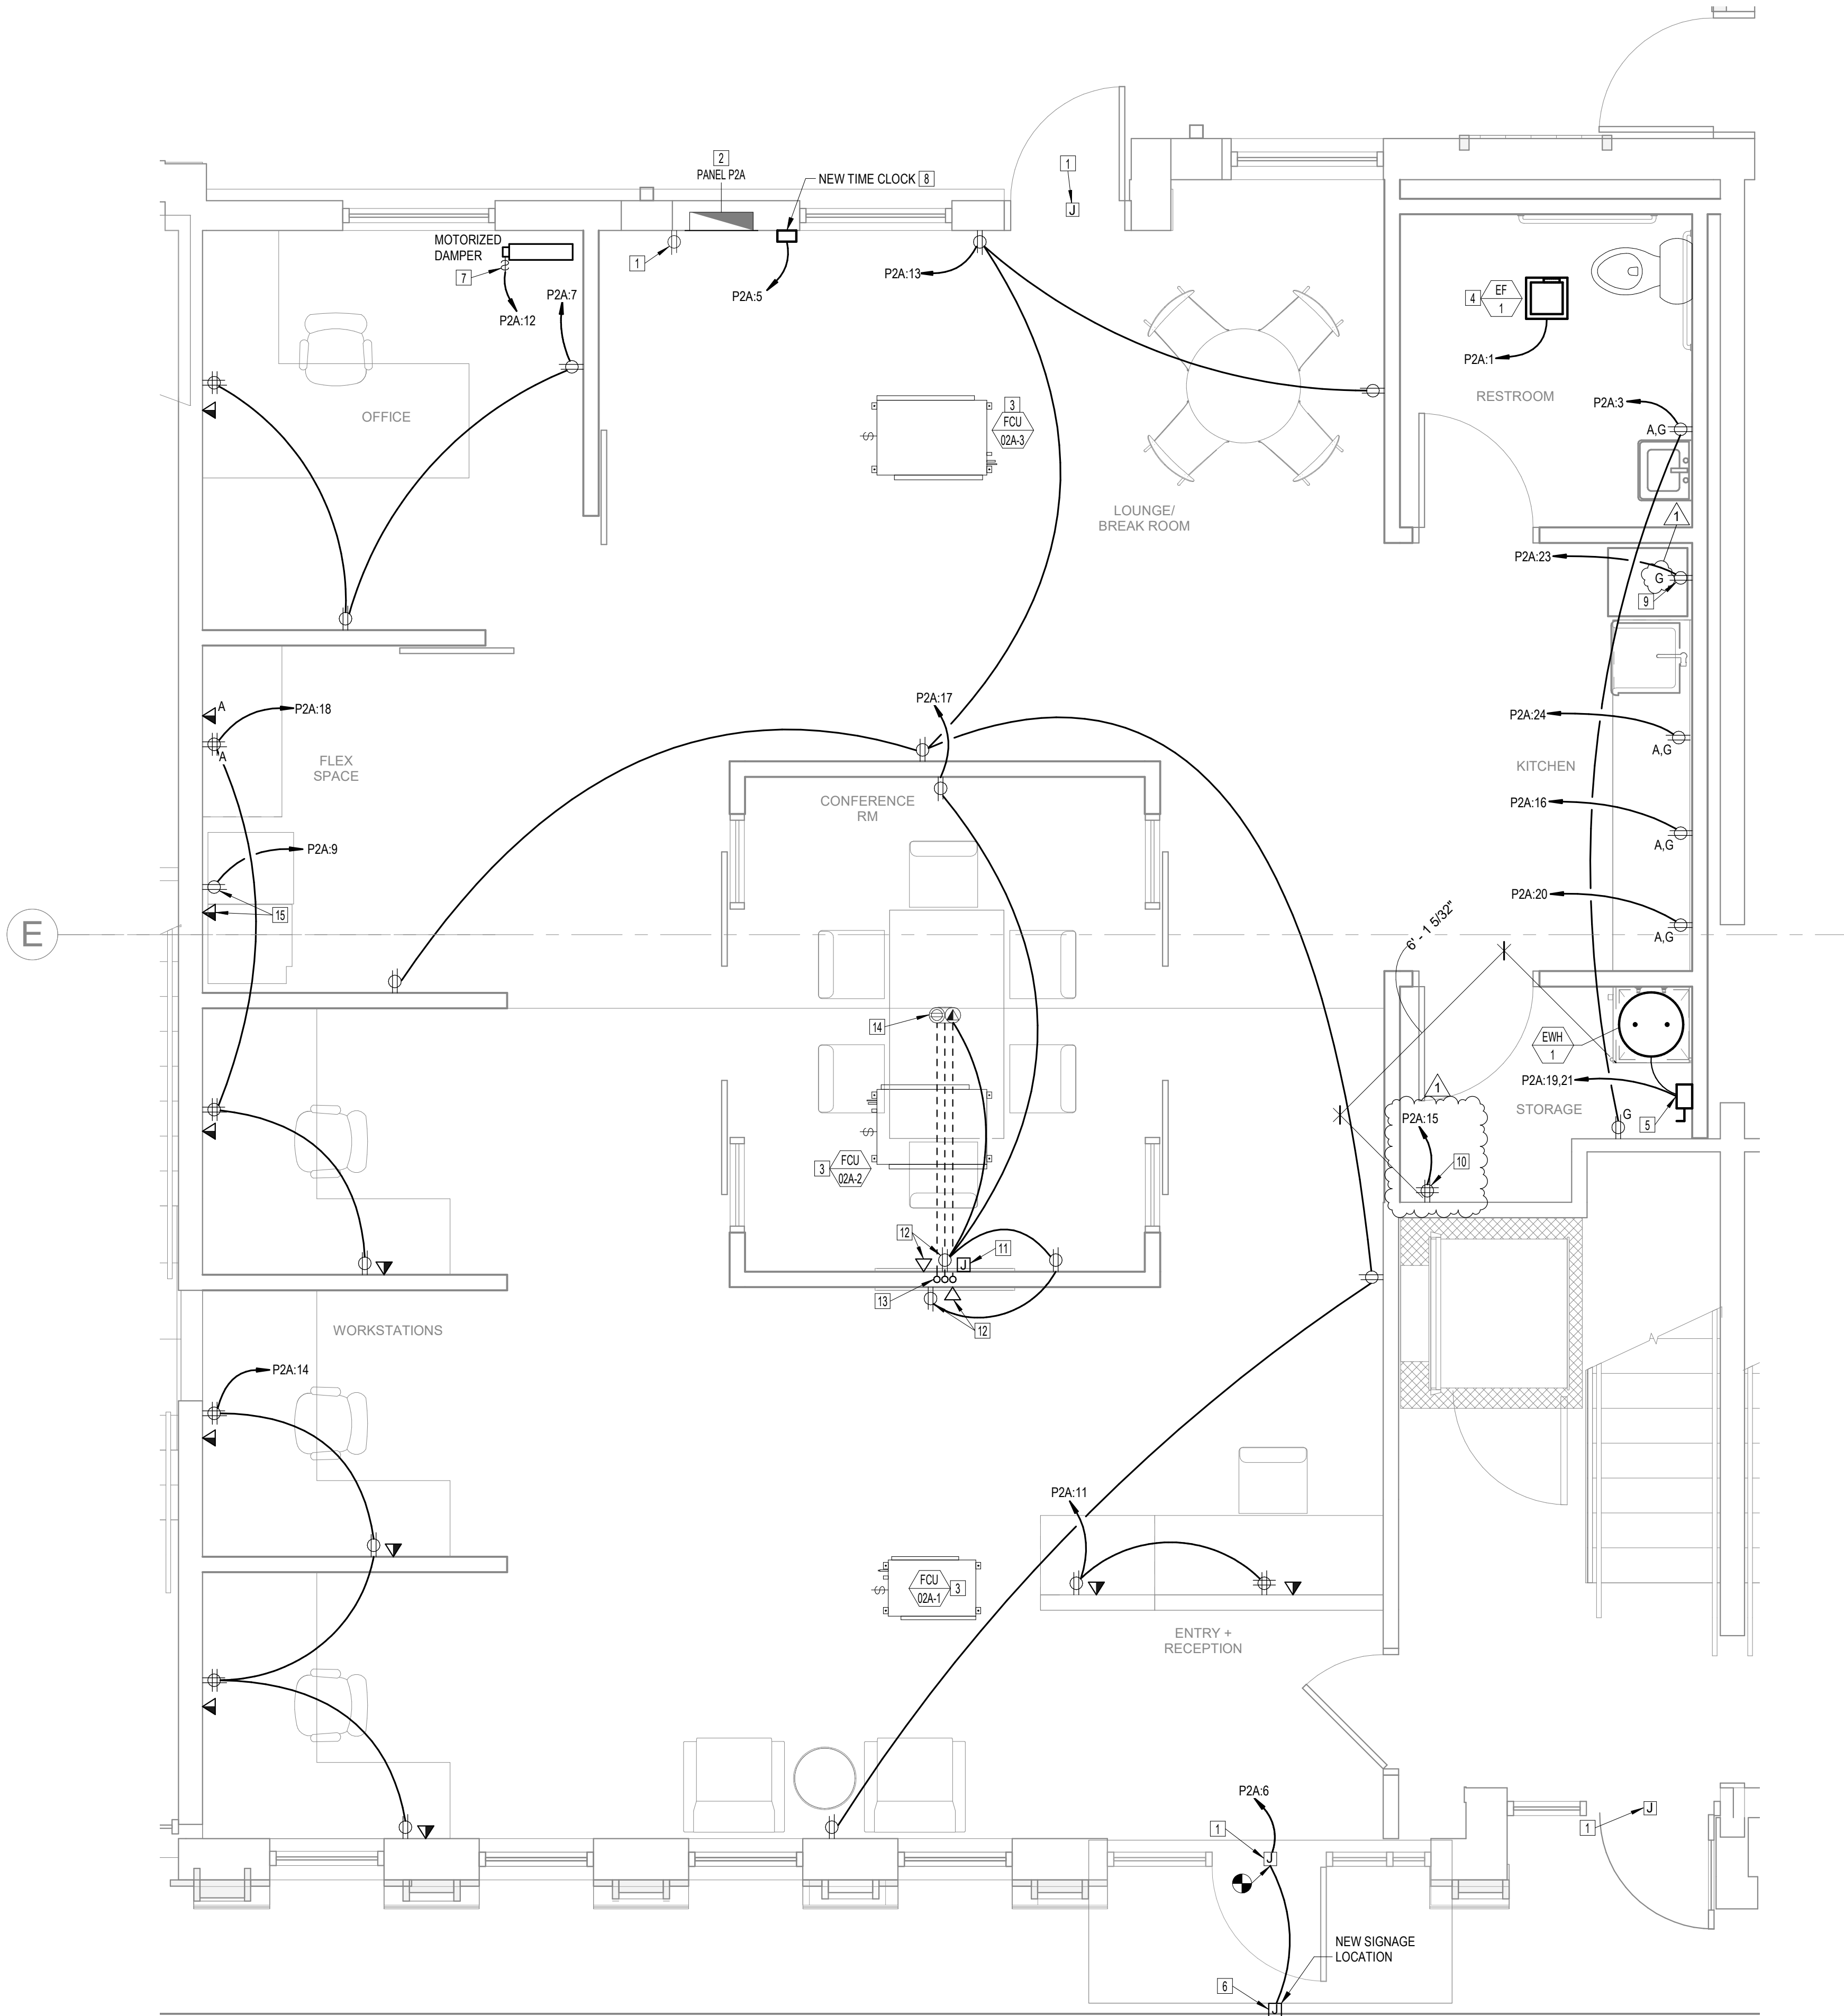 2
PANEL P2A
NEW TIME CLOCK 8
1
J
1
MOTORIZED
DAMPER
7
P2A:12
P2A:7
P2A:5
P2A:13
4
EF
1
P2A:1
RESTROOM
P2A:3
A,G
OFFICE
S
3
FCU
02A-3
LOUNGE/
BREAK ROOM
1
P2A:23
G
9
A
P2A:18
A
FLEX
SPACE
P2A:17
P2A:24
A,G
KITCHEN
CONFERENCE
RM
P2A:16
A,G
P2A:9
15
P2A:20
A,G
E
6' - 1 5/32"
14
EWH
1
P2A:19,21
STORAGE
5
G
1
P2A:15
10
S
3
FCU
02A-2
12
11
J
13
12
WORKSTATIONS
P2A:14
P2A:11
S
FCU
02A-1
3
ENTRY +
RECEPTION
P2A:6
1
J
1
J
NEW SIGNAGE
LOCATION
6
J